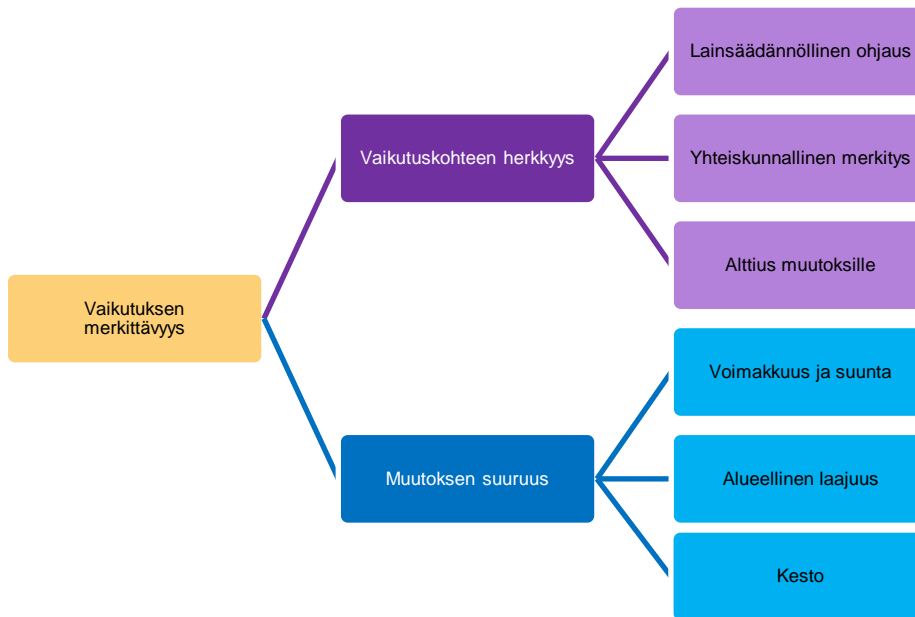 Lainsäädännöllinen ohjaus
Vaikutuskohteen herkkyys
Yhteiskunnallinen merkitys
Alttius muutoksille
Vaikutuksen
merkittävyys
Voimakkuus ja suunta
Muutoksen suuruus
Alueellinen laajuus
Kesto